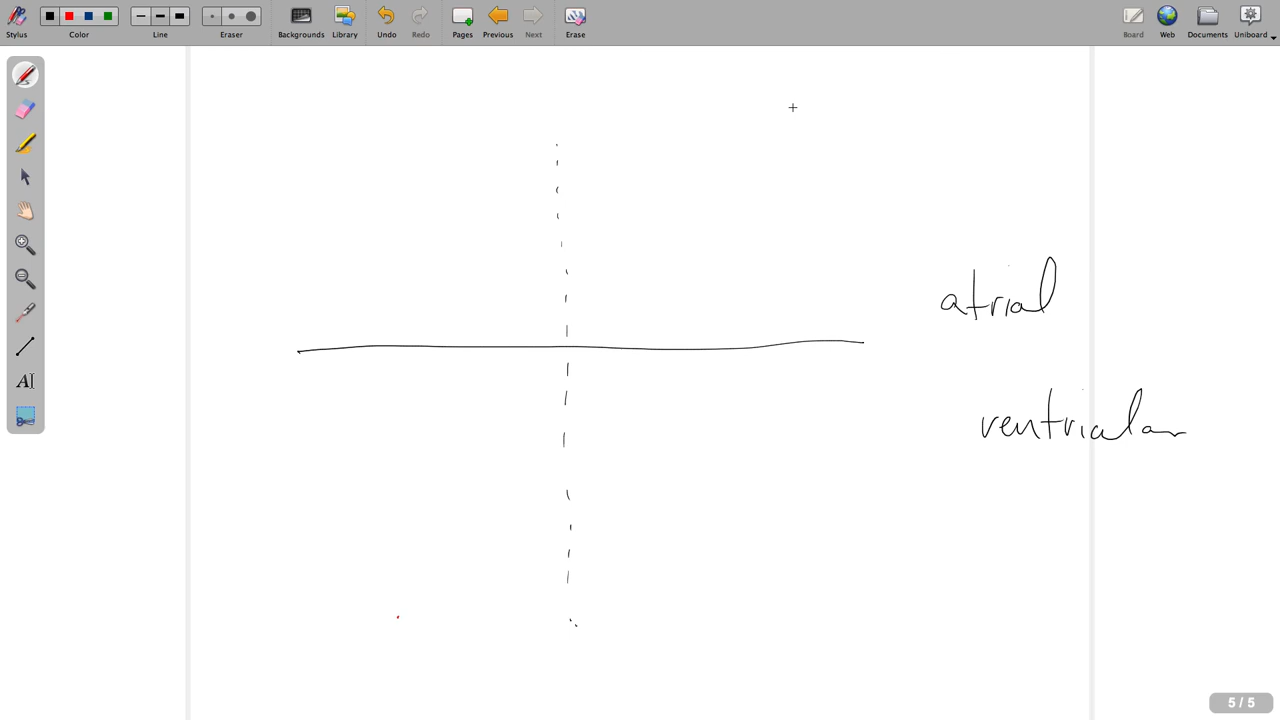 Stylus Color Line Eraser Backgrounds Library Undo Redo Pages Previous Next Erase Board Web Documents Uniboard
A
atrial
ventricular
5 / 5